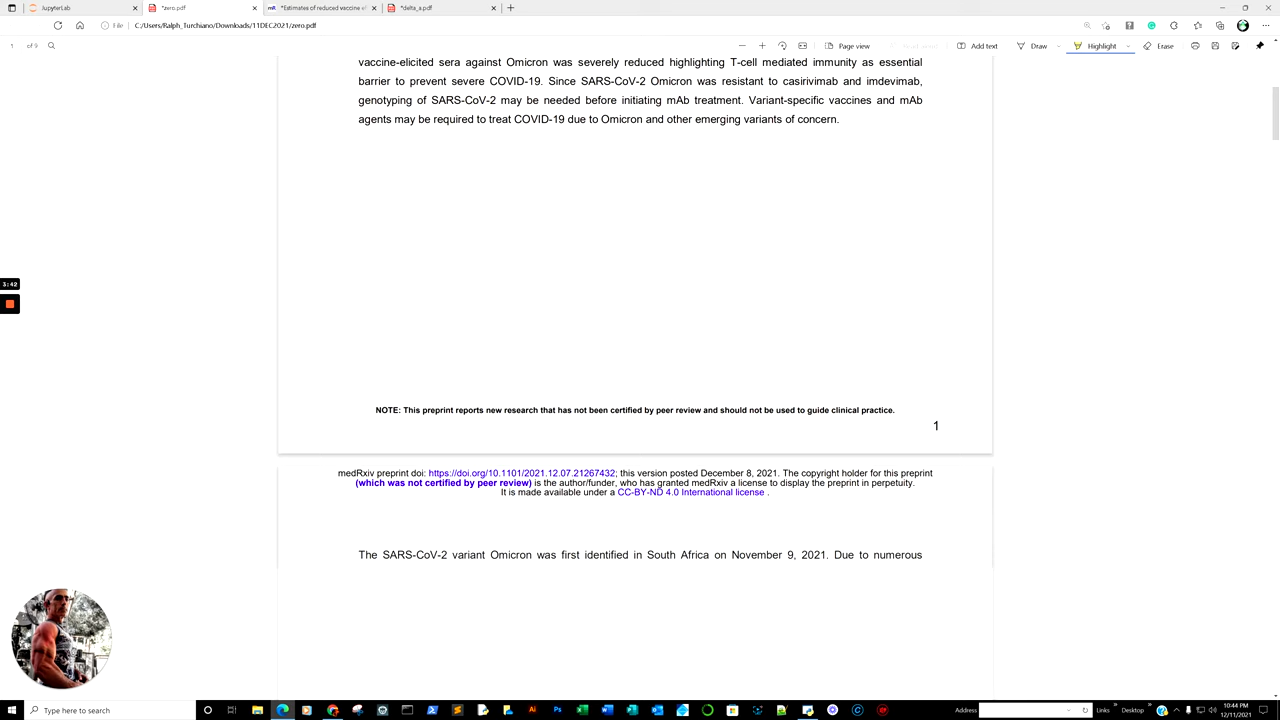 JupyterLab
*zero.pdf
mR *Estimates of reduced vaccine ef
*delta_a.pdf
File C:/Users/Ralph_Turchiano/Downloads/11DEC2021/zero.pdf
1 of 9
Page view
Add text
Draw
Highlight
Erase
vaccine-elicited sera against Omicron was severely reduced highlighting T-cell mediated immunity as essential
barrier to prevent severe COVID-19. Since SARS-CoV-2 Omicron was resistant to casirivimab and imdevimab,
genotyping of SARS-CoV-2 may be needed before initiating mAb treatment. Variant-specific vaccines and mAb
agents may be required to treat COVID-19 due to Omicron and other emerging variants of concern.
3:42
NOTE: This preprint reports new research that has not been certified by peer review and should not be used to guide clinical practice.
1
medRxiv preprint doi: https://doi.org/10.1101/2021.12.07.21267432; this version posted December 8, 2021. The copyright holder for this preprint
(which was not certified by peer review) is the author/funder, who has granted medRxiv a license to display the preprint in perpetuity.
It is made available under a CC-BY-ND 4.0 International license .
The SARS-CoV-2 variant Omicron was first identified in South Africa on November 9, 2021. Due to numerous
Type here to search
Address
Links
Desktop
10:44 PM
12/11/2021